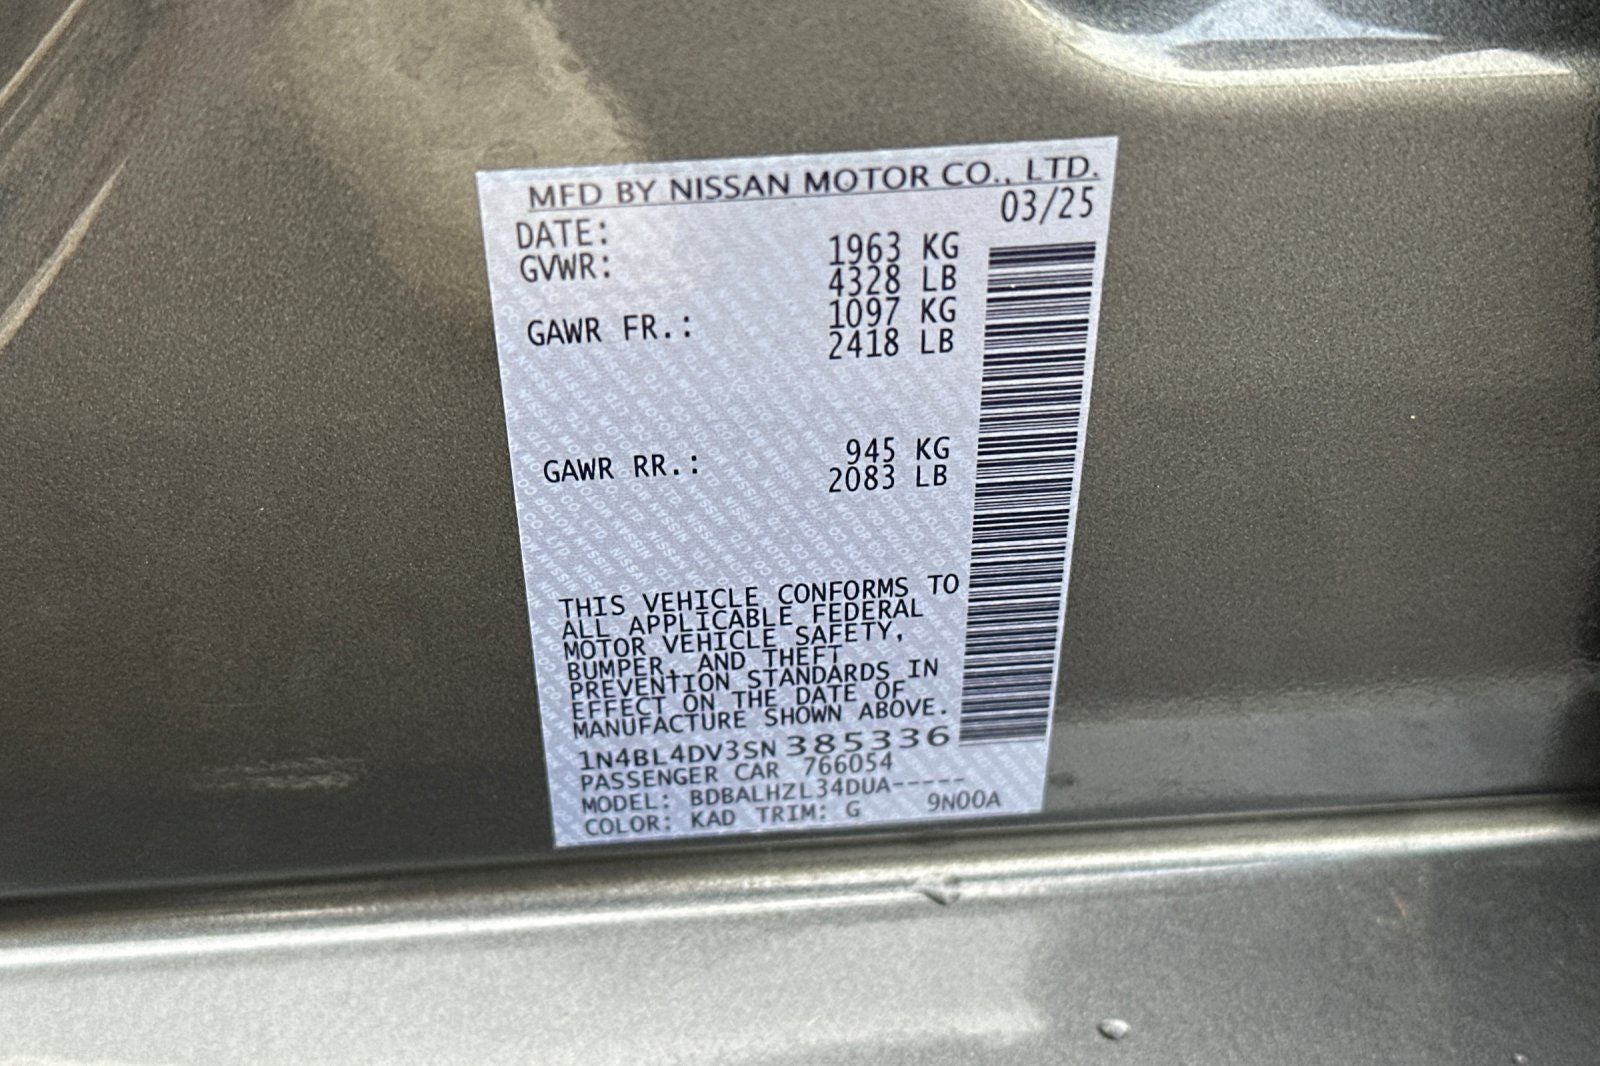 MFD BY NISSAN MOTOR CO., LTD.
DATE: 03/25
GVWR: 1963 KG
4328 LB
GAWR FR.: 1097 KG
2418 LB
GAWR RR.: 945 KG
2083 LB
THIS VEHICLE CONFORMS TO
ALL APPLICABLE FEDERAL
MOTOR VEHICLE SAFETY,
BUMPER, AND THEFT
PREVENTION STANDARDS IN
EFFECT ON THE DATE OF
MANUFACTURE SHOWN ABOVE.
1N4BL4DV3SN385336
PASSENGER CAR 766054
MODEL: BDBALHZL34DUA-----
COLOR: KAD TRIM: G 9N00A